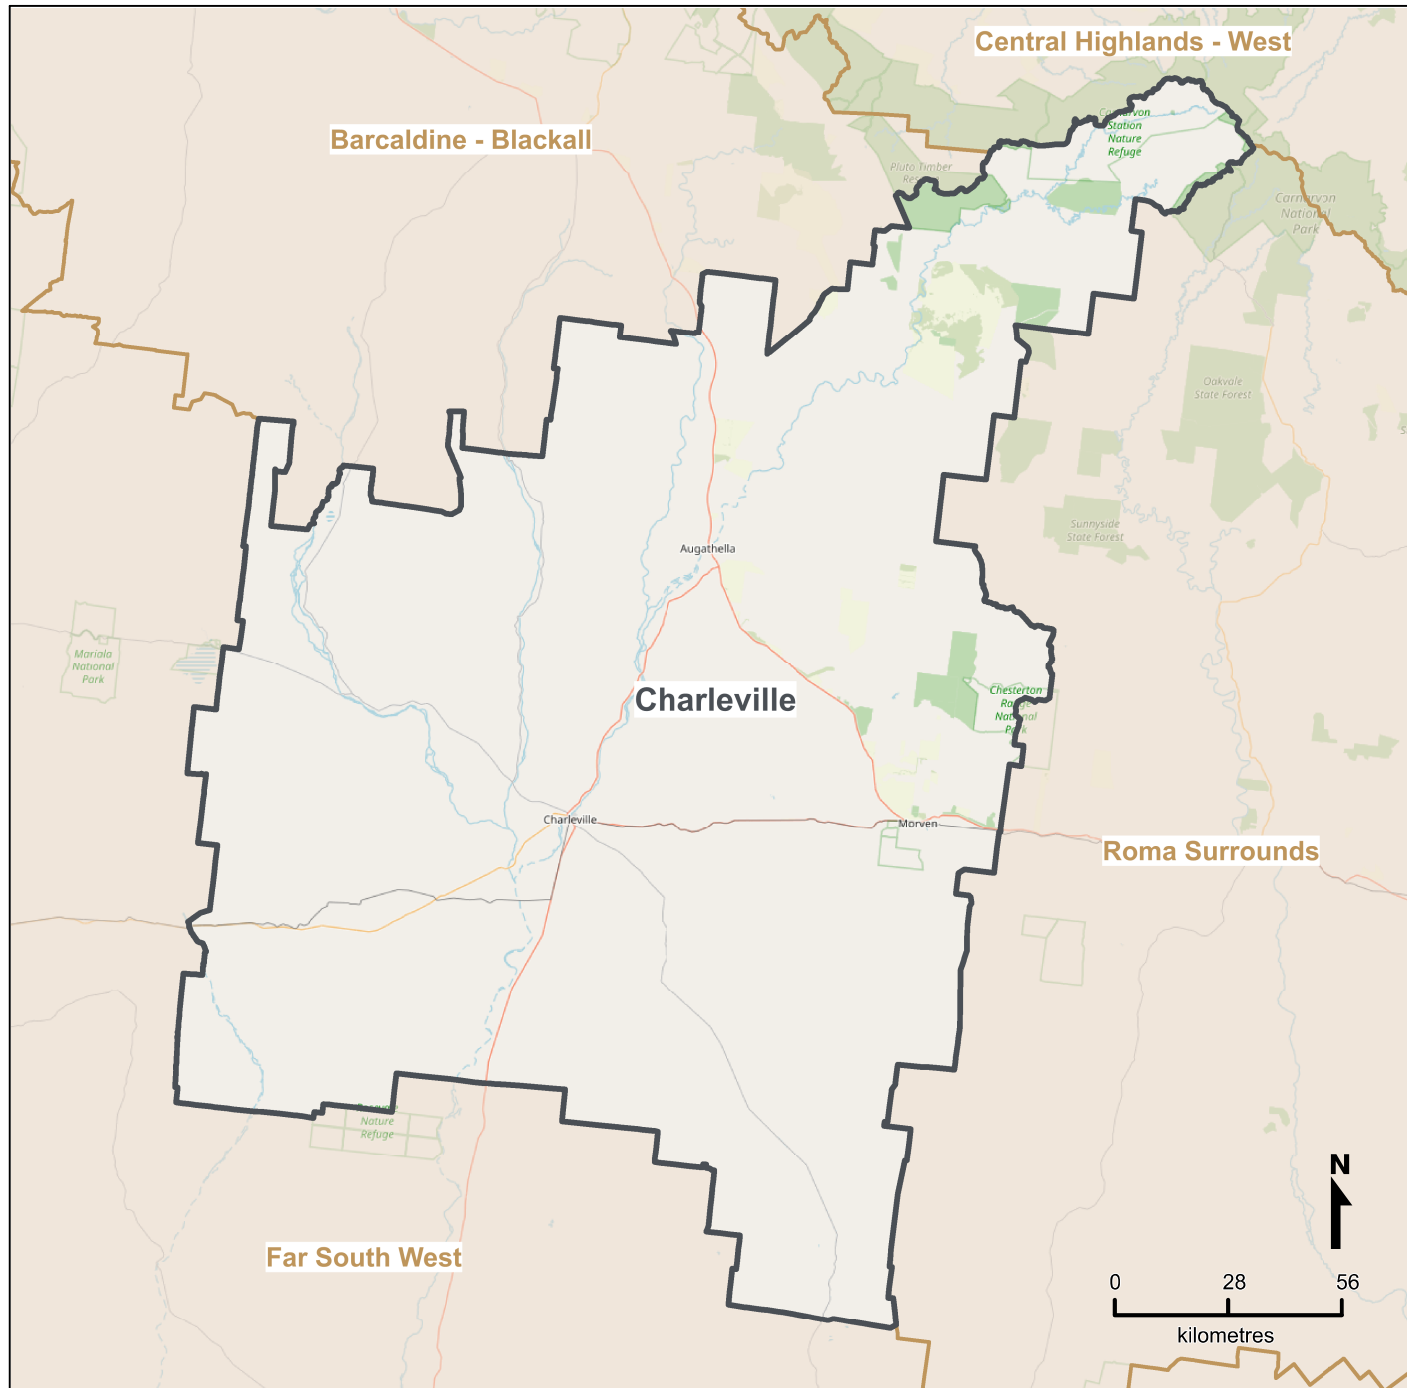 Central Highlands - West
Barcaldine - Blackall
Carnarvon
Station
Nature
Refuge
Pluto Timber
Res
Carnarvon
National
Park
Oakvale
State Forest
Sunnyside
State Forest
Augathella
Mariala
National
Park
Charleville
Chesterton
Range
National
Park
Charleville
Morven
Roma Surrounds
Nature
Refuge
Far South West
N
0 28 56
kilometres